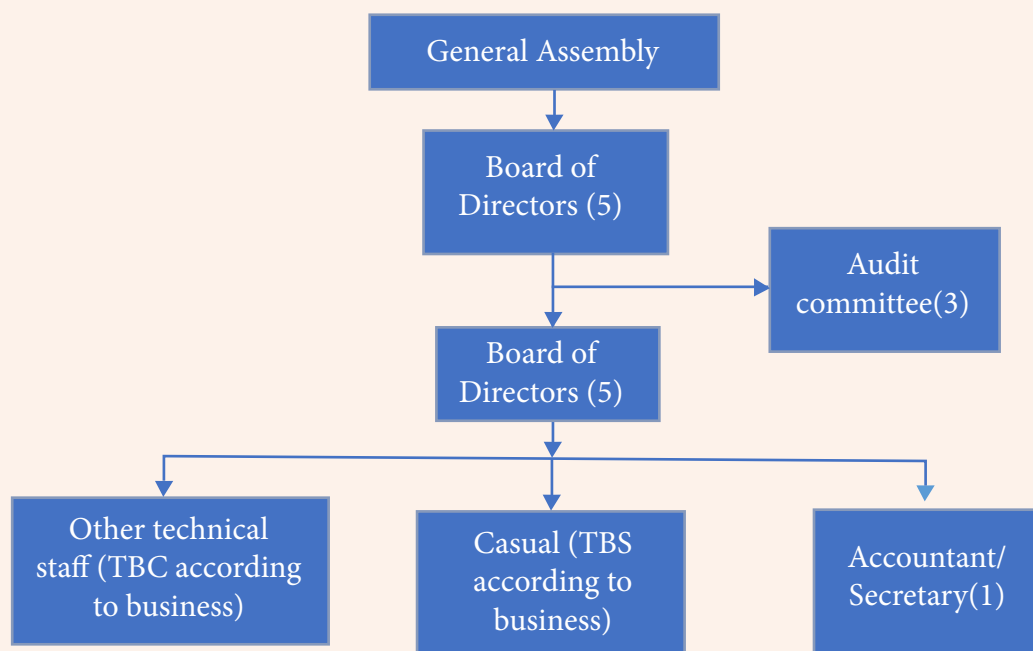 General Assembly
Board of
Directors (5)
Audit
committee(3)
Board of
Directors (5)
Other technical
staff (TBC according
to business)
Casual (TBS
according to
business)
Accountant/
Secretary(1)